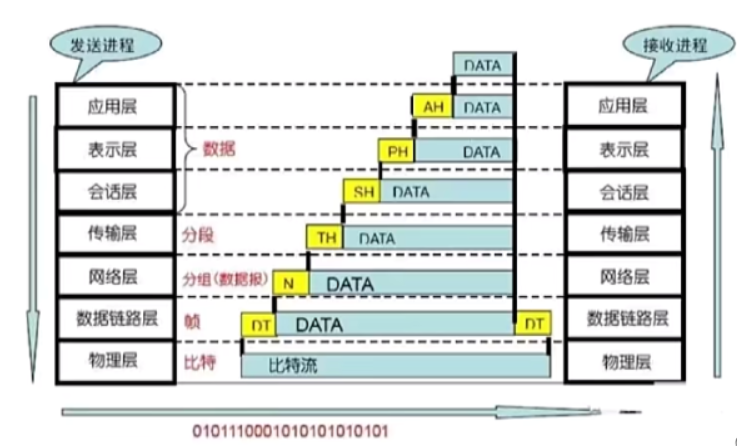 发送进程
接收进程
DATA
应用层
AH DATA
应用层
表示层
数据
PH DATA
表示层
会话层
SH DATA
会话层
传输层
分段
TH DATA
传输层
网络层
分组(数据报)
N DATA
网络层
数据链路层
帧
DT DATA DT
数据链路层
物理层
比特
比特流
物理层
0101110001010101010101